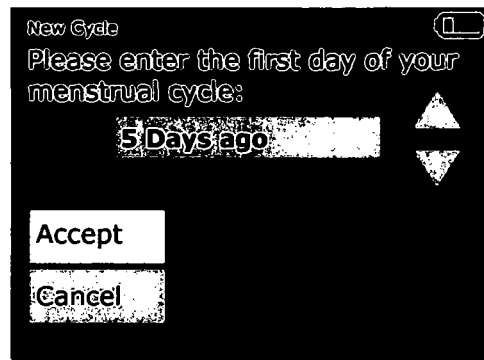 New Cycle
Please enter the first day of your
menstrual cycle:
5 Days ago
Accept
Cancel